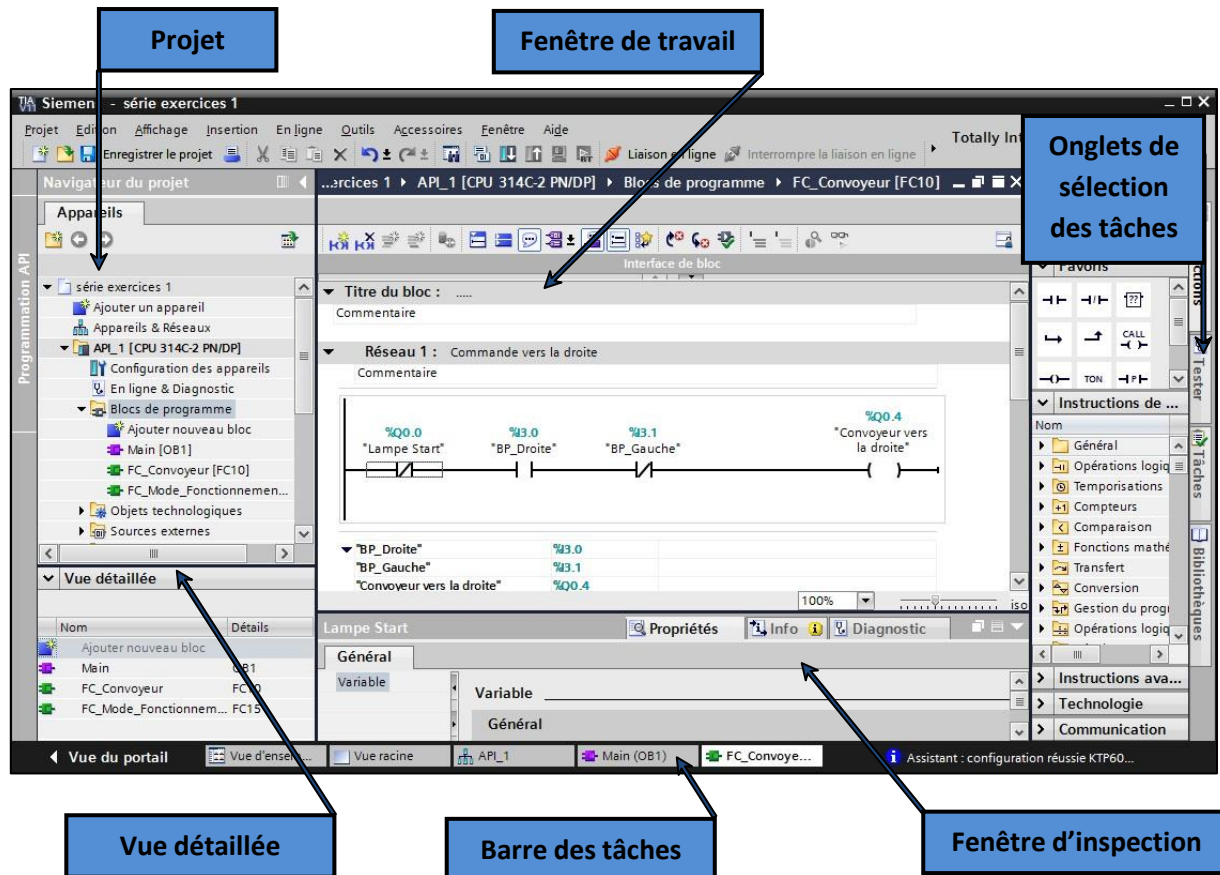 Projet
Fenêtre de travail
Siemen - série exercices 1
Projet Edition Affichage Insertion En ligne Outils Accessoires Fenêtre Aide
Enregistrer le projet
Liaison en ligne
Interrompre la liaison en ligne
Totally Int
Onglets de
sélection
des tâches
Navigateur du projet
...ercices 1 API_1 [CPU 314C-2 PN/DP] Blocs de programme FC_Convoyeur [FC10]
Appareils
Programmation API
série exercices 1
Ajouter un appareil
Appareils & Réseaux
API_1 [CPU 314C-2 PN/DP]
Configuration des appareils
En ligne & Diagnostic
Blocs de programme
Ajouter nouveau bloc
Main [OB1]
FC_Convoyeur [FC10]
FC_Mode_Fonctionnemen...
Objets technologiques
Sources externes
Interface de bloc
Titre du bloc : .....
Commentaire
Réseau 1 : Commande vers la droite
Commentaire
%Q0.0
"Lampe Start"
%I3.0
"BP_Droite"
%I3.1
"BP_Gauche"
%Q0.4
"Convoyeur vers
la droite"
"BP_Droite" %I3.0
"BP_Gauche" %I3.1
"Convoyeur vers la droite" %Q0.4
100%
Favoris
??
CALL
TON
P
Instructions de ...
Nom
Général
Opérations logiq
Temporisations
Compteurs
Comparaison
Fonctions mathé
Transfert
Conversion
Gestion du progr
Opérations logiq
Instructions ava...
Technologie
Communication
Tester
Tâches
Bibliothèques
Vue détaillée
Nom Détails
Ajouter nouveau bloc
Main OB1
FC_Convoyeur FC10
FC_Mode_Fonctionnem... FC15
Lampe Start
Propriétés
Info
Diagnostic
Général
Variable
Variable
Général
Vue du portail
Vue d'ensem...
Vue racine
API_1
Main (OB1)
FC_Convoye...
Assistant : configuration réussie KTP60...
Vue détaillée
Barre des tâches
Fenêtre d'inspection